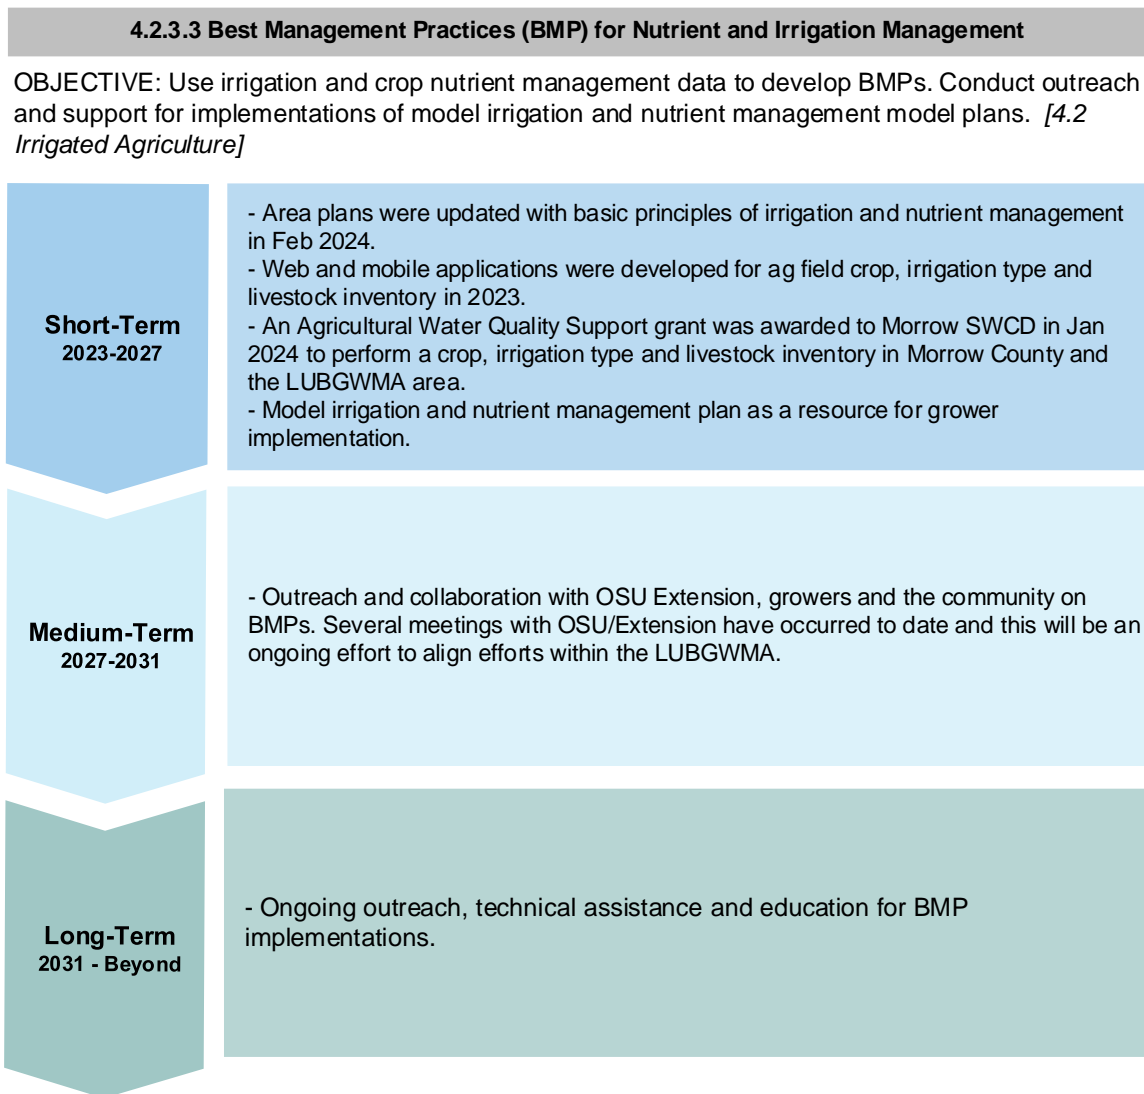 4.2.3.3 Best Management Practices (BMP) for Nutrient and Irrigation Management
OBJECTIVE: Use irrigation and crop nutrient management data to develop BMPs. Conduct outreach
and support for implementations of model irrigation and nutrient management model plans. [4.2
Irrigated Agriculture]
Short-Term
2023-2027
- Area plans were updated with basic principles of irrigation and nutrient management
in Feb 2024.
- Web and mobile applications were developed for ag field crop, irrigation type and
livestock inventory in 2023.
- An Agricultural Water Quality Support grant was awarded to Morrow SWCD in Jan
2024 to perform a crop, irrigation type and livestock inventory in Morrow County and
the LUBGWMA area.
- Model irrigation and nutrient management plan as a resource for grower
implementation.
Medium-Term
2027-2031
- Outreach and collaboration with OSU Extension, growers and the community on
BMPs. Several meetings with OSU/Extension have occurred to date and this will be an
ongoing effort to align efforts within the LUBGWMA.
Long-Term
2031 - Beyond
- Ongoing outreach, technical assistance and education for BMP
implementations.